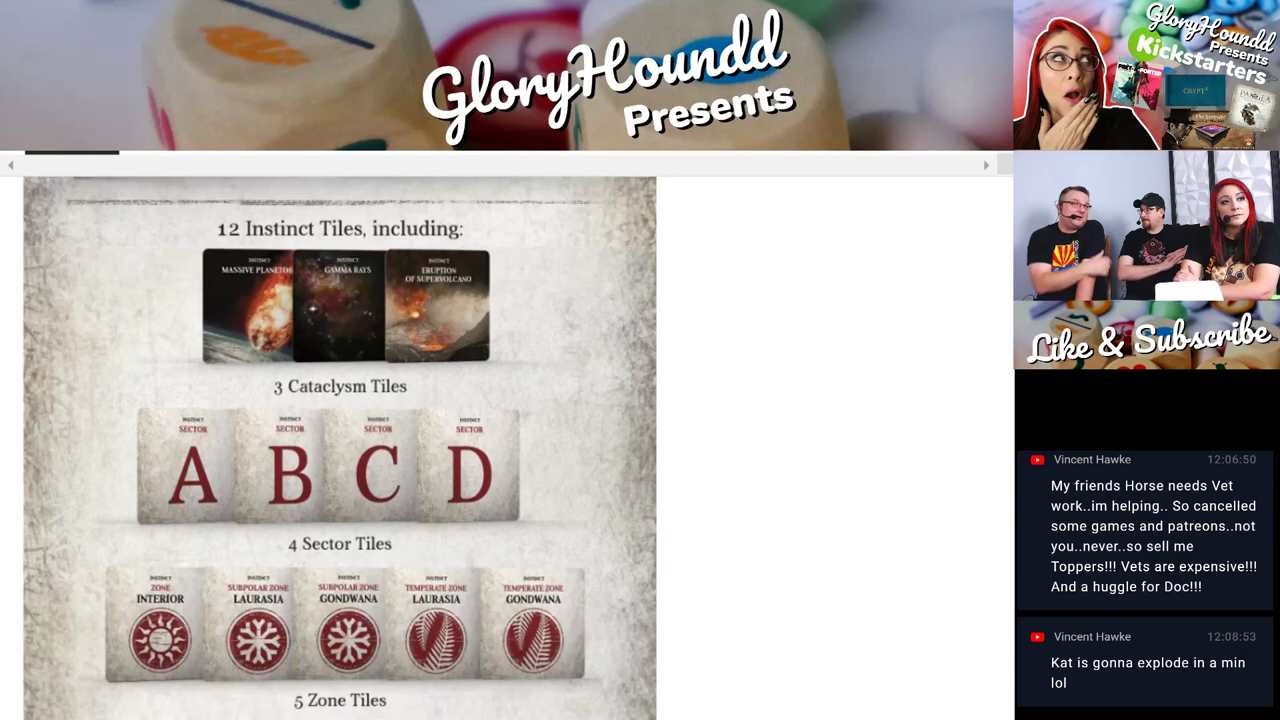 GloryHoundd
Presents
12 Instinct Tiles, including:
INSTINCT
MASSIVE PLANETOI
INSTINCT
GAMMA RAYS
INSTINCT
ERUPTION
OF SUPERVOLCANO
3 Cataclysm Tiles
INSTINCT
SECTOR
A
INSTINCT
SECTOR
B
INSTINCT
SECTOR
C
INSTINCT
SECTOR
D
4 Sector Tiles
INSTINCT
ZONE
INTERIOR
INSTINCT
SUBPOLAR ZONE
LAURASIA
INSTINCT
SUBPOLAR ZONE
GONDWANA
INSTINCT
TEMPERATE ZONE
LAURASIA
INSTINCT
TEMPERATE ZONE
GONDWANA
5 Zone Tiles
GloryHoundd
Presents
Kickstarters
CRYPT
PANGEA
Like & Subscribe
Vincent Hawke 12:06:50
My friends Horse needs Vet
work..im helping.. So cancelled
some games and patreons..not
you..never..so sell me
Toppers!!! Vets are expensive!!!
And a huggle for Doc!!!
Vincent Hawke 12:08:53
Kat is gonna explode in a min
lol